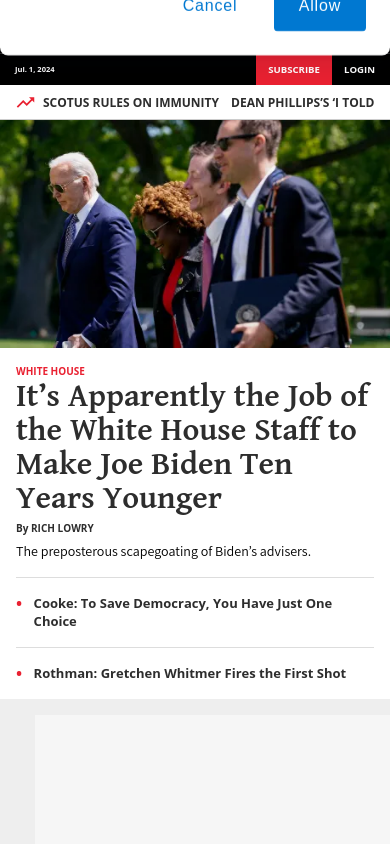 Cancel
Allow
Jul. 1, 2024
SUBSCRIBE
LOGIN
SCOTUS RULES ON IMMUNITY
DEAN PHILLIPS'S 'I TOLD
WHITE HOUSE
It’s Apparently the Job of
the White House Staff to
Make Joe Biden Ten
Years Younger
By RICH LOWRY
The preposterous scapegoating of Biden’s advisers.
Cooke: To Save Democracy, You Have Just One
Choice
Rothman: Gretchen Whitmer Fires the First Shot